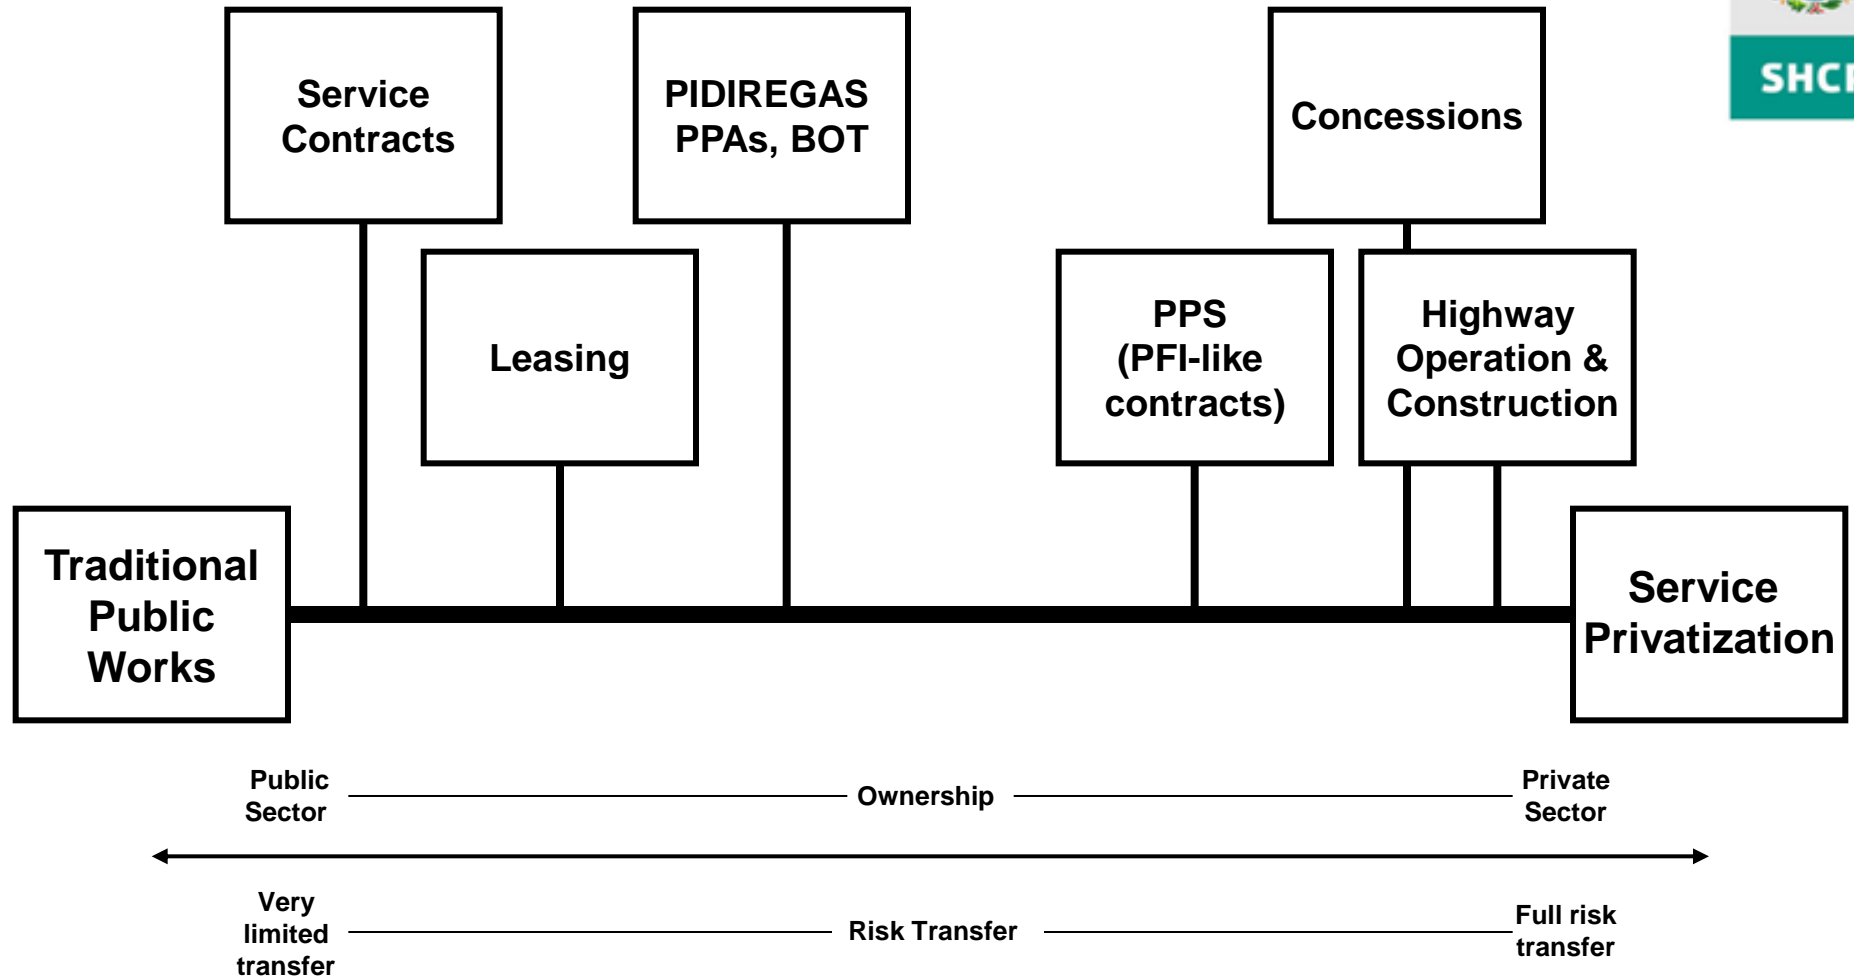 Service
Contracts
PIDIREGAS
PPAs, BOT
Concessions
Leasing
PPS
(PFI-like
contracts)
Highway
Operation &
Construction
Traditional
Public
Works
Service
Privatization
Public
Sector
Ownership
Private
Sector
Very
limited
transfer
Risk Transfer
Full risk
transfer